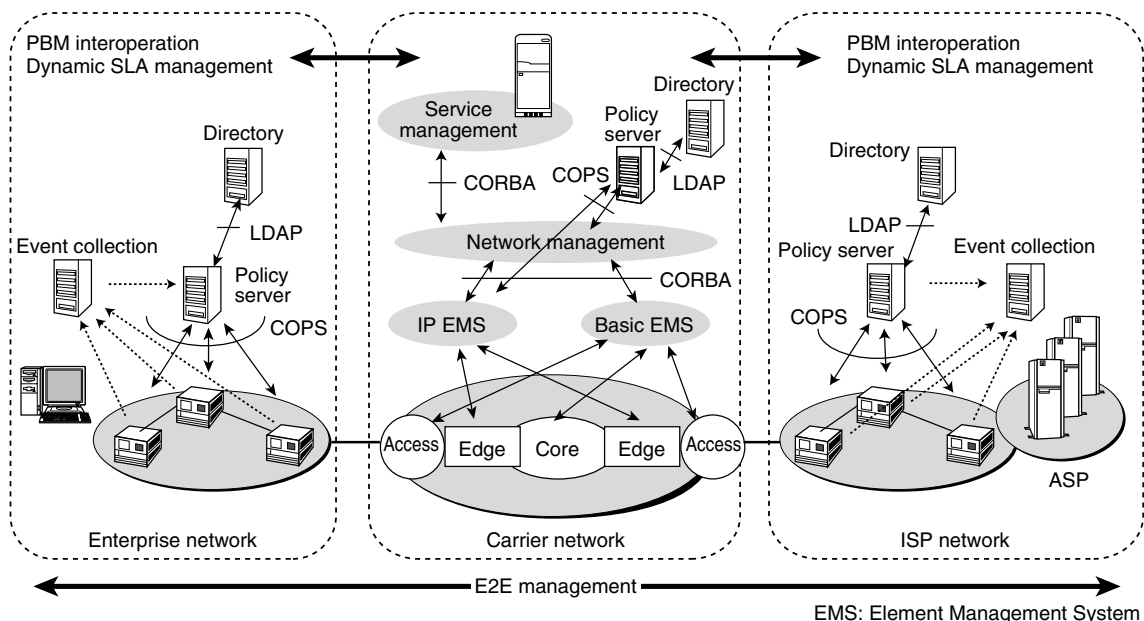 PBM interoperation
Dynamic SLA management
Directory
LDAP
Event collection
Policy
server
COPS
Enterprise network
Service
management
Directory
Policy
server
COPS
LDAP
CORBA
Network management
CORBA
IP EMS
Basic EMS
Access
Edge
Core
Edge
Access
Carrier network
PBM interoperation
Dynamic SLA management
Directory
LDAP
Policy server
Event collection
COPS
ASP
ISP network
E2E management
EMS: Element Management System